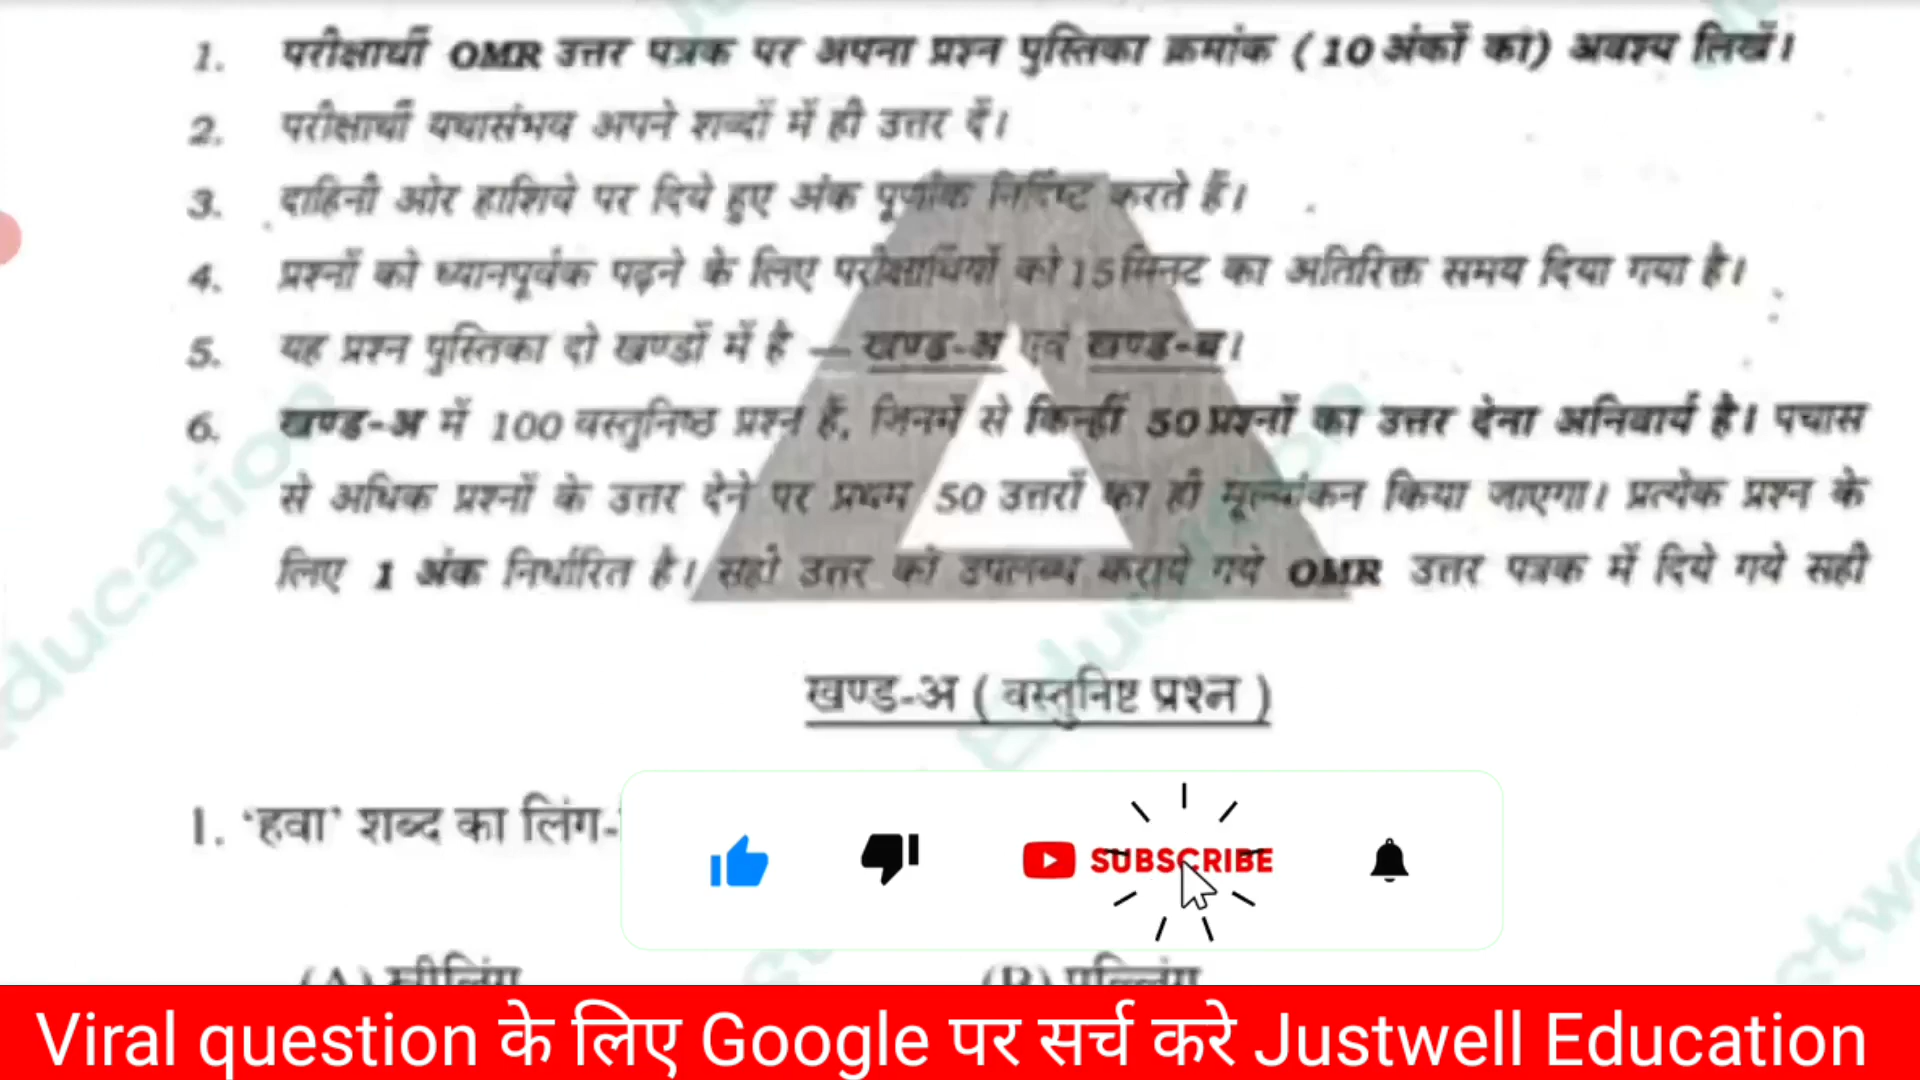 1. परीक्षार्थी OMR उत्तर पत्रक पर अपना प्रश्न पुस्तिका क्रमांक (10 अंकों का) अवश्य लिखें।
2. परीक्षार्थी यथासंभव अपने शब्दों में ही उत्तर दें।
3. दाहिनी ओर हाशिये पर दिये हुए अंक पूर्णांक निर्दिष्ट करते हैं।
4. प्रश्नों को ध्यानपूर्वक पढ़ने के लिए परीक्षार्थियों को 15 मिनट का अतिरिक्त समय दिया गया है।
5. यह प्रश्न पुस्तिका दो खण्डों में है — खण्ड-अ एवं खण्ड-ब।
6. खण्ड-अ में 100 वस्तुनिष्ठ प्रश्न हैं, जिनमें से किन्हीं 50 प्रश्नों का उत्तर देना अनिवार्य है। पचास
से अधिक प्रश्नों के उत्तर देने पर प्रथम 50 उत्तरों का ही मूल्यांकन किया जाएगा। प्रत्येक प्रश्न के
लिए 1 अंक निर्धारित है। सही उत्तर को उपलब्ध कराये गये OMR उत्तर पत्रक में दिये गये सही
खण्ड-अ ( वस्तुनिष्ट प्रश्न )
1. 'हवा' शब्द का लिंग-
SUBSCRIBE
(A) स्त्रीलिंग (B) पुल्लिंग
Viral question के लिए Google पर सर्च करे Justwell Education